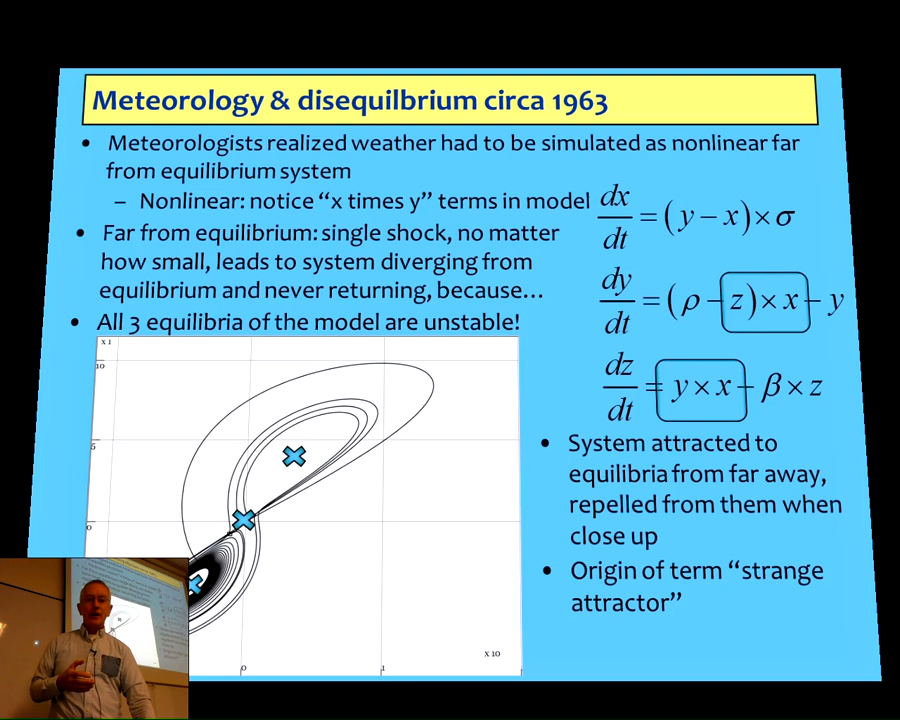 Meteorology & disequilbrium circa 1963
• Meteorologists realized weather had to be simulated as nonlinear far
from equilibrium system
– Nonlinear: notice “x times y” terms in model
• Far from equilibrium: single shock, no matter
how small, leads to system diverging from
equilibrium and never returning, because…
• All 3 equilibria of the model are unstable!
dx/dt = (y − x) × σ
dy/dt = (ρ − z) × x − y
dz/dt = y × x − β × z
x 1
10
5
0
0
1
x 10
• System attracted to
equilibria from far away,
repelled from them when
close up
• Origin of term “strange
attractor”